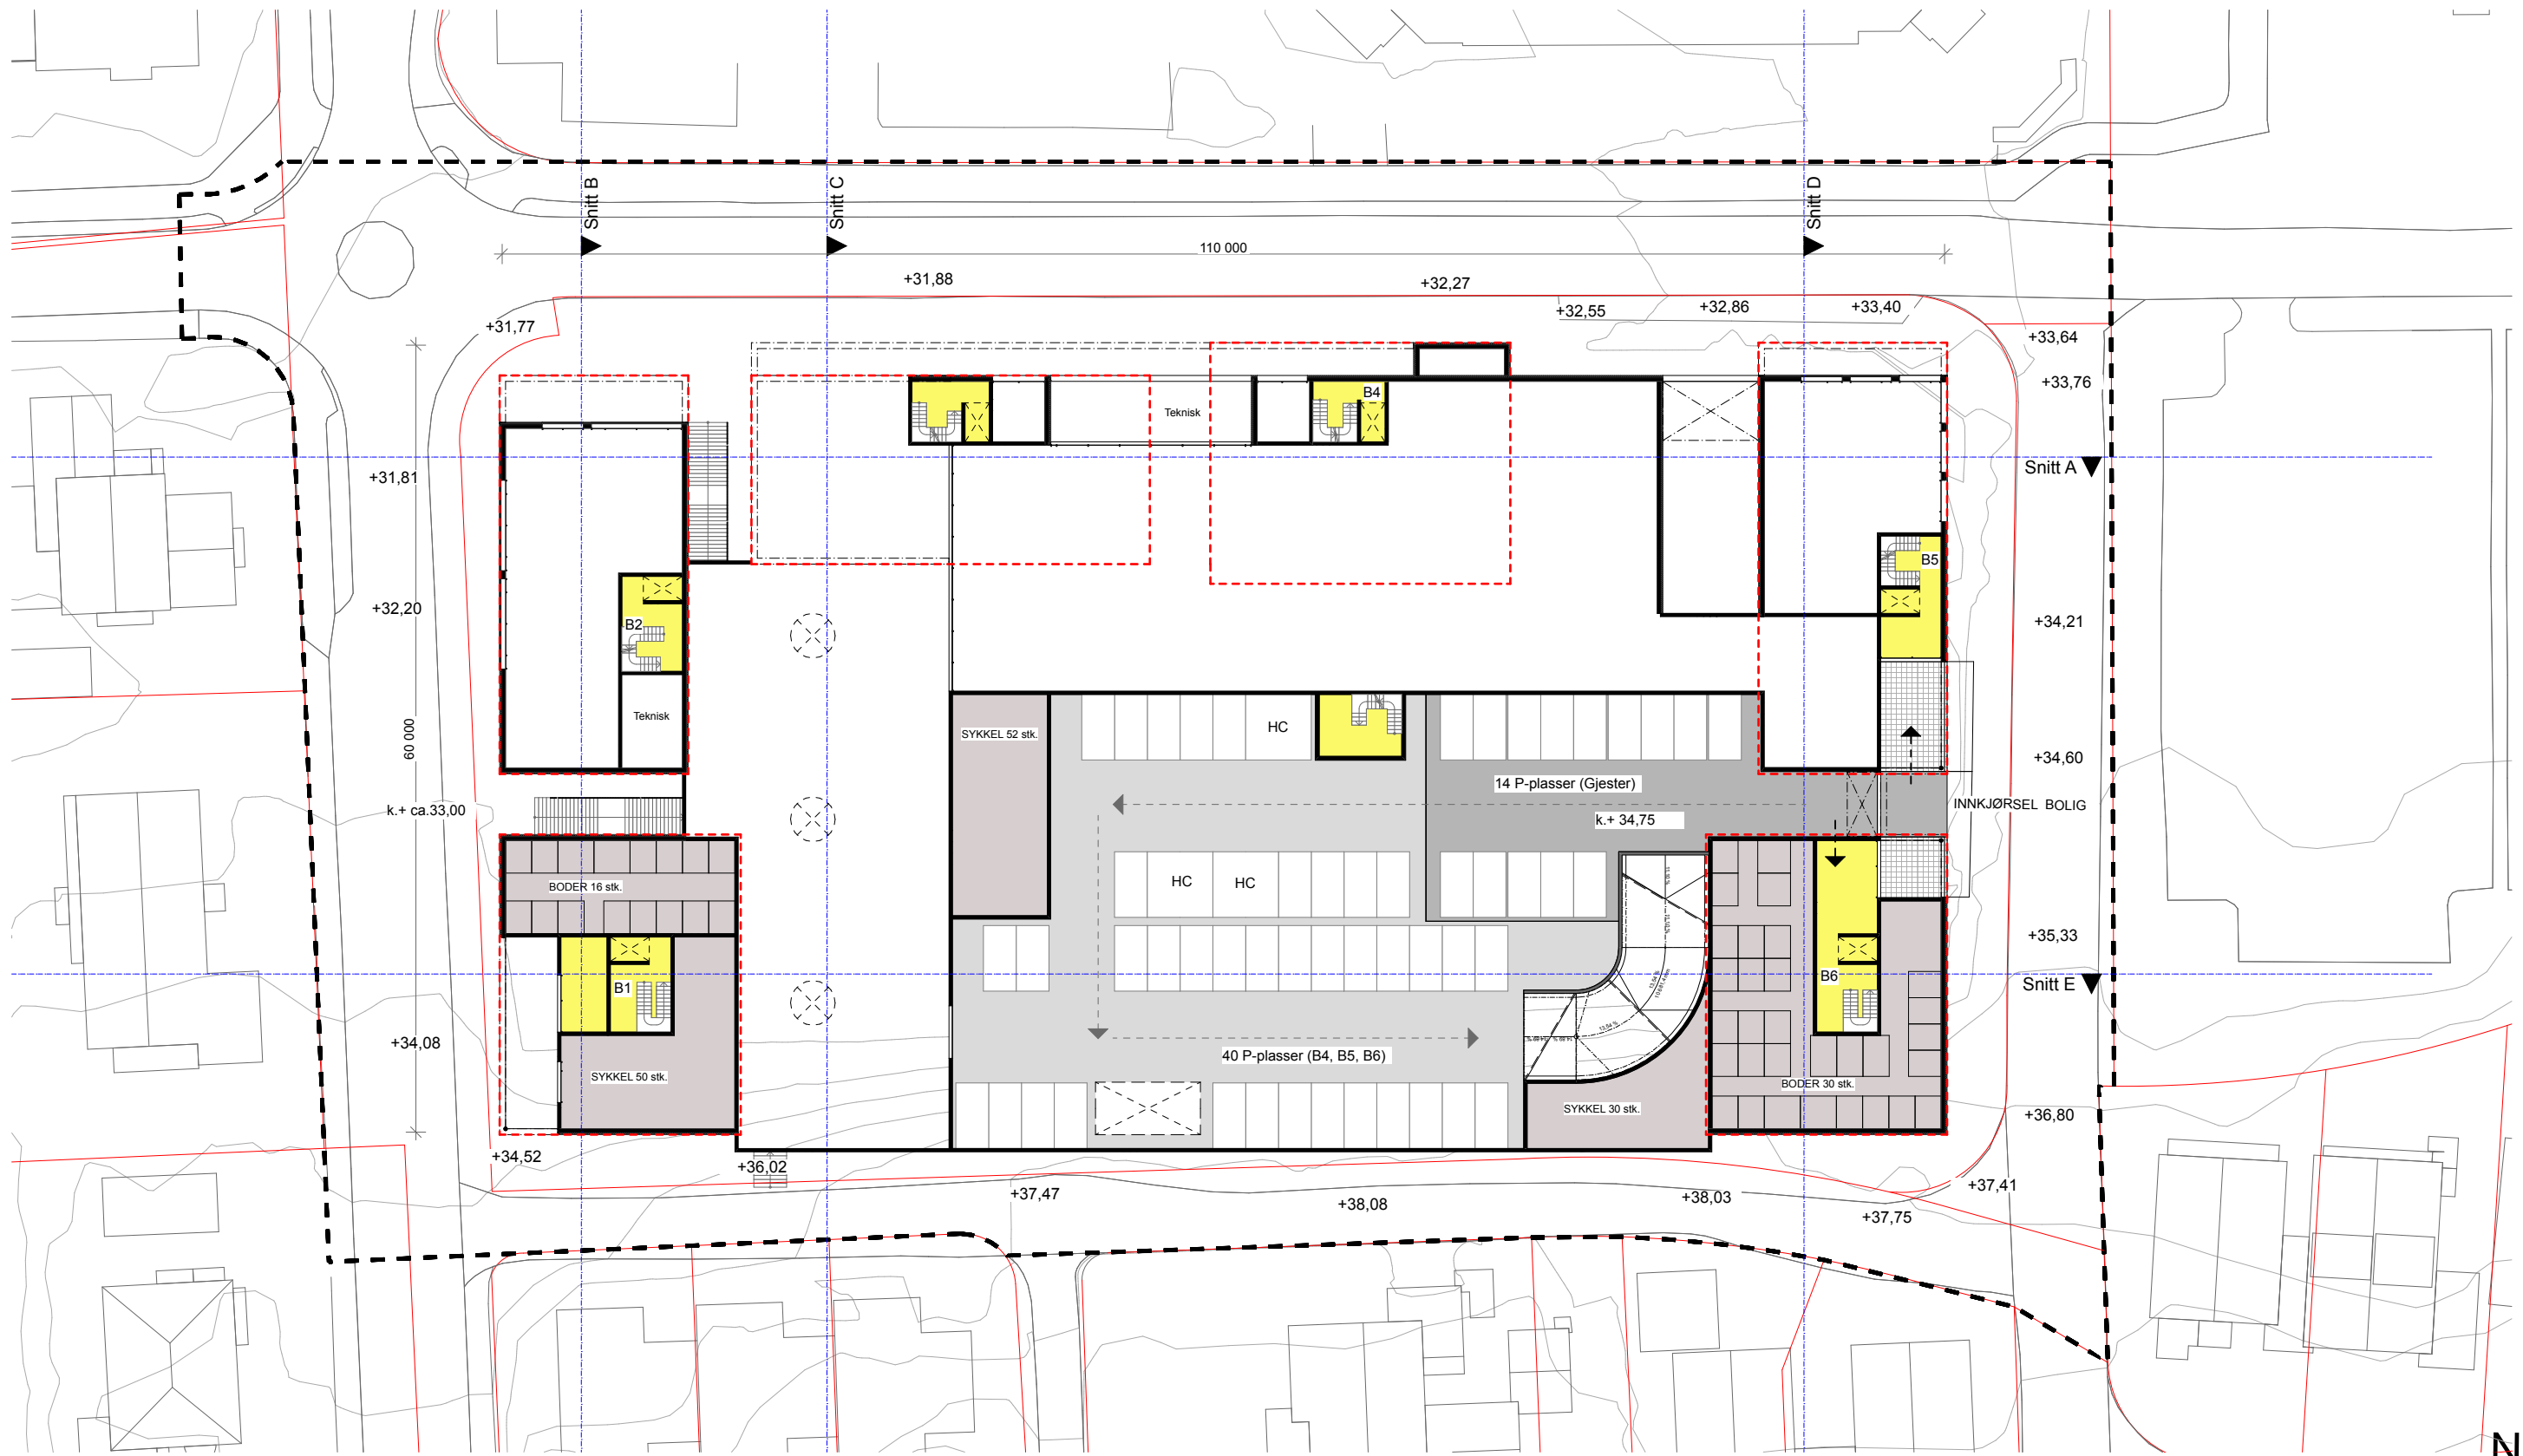 Snitt B
Snitt C
Snitt D
110 000
+31,88
+32,27
+32,55
+32,86
+33,40
+31,77
+33,64
+33,76
B4
Teknisk
Snitt A
+31,81
B5
+32,20
B2
+34,21
Teknisk
HC
SYKKEL 52 stk.
60 000
+34,60
14 P-plasser (Gjester)
INNKJØRSEL BOLIG
k.+ ca.33,00
k.+ 34,75
BODER 16 stk.
HC
HC
+35,33
B6
Snitt E
B1
13,54 %
+34,08
40 P-plasser (B4, B5, B6)
SYKKEL 50 stk.
BODER 30 stk.
SYKKEL 30 stk.
+36,80
+34,52
+36,02
+37,47
+38,08
+38,03
+37,41
+37,75
N